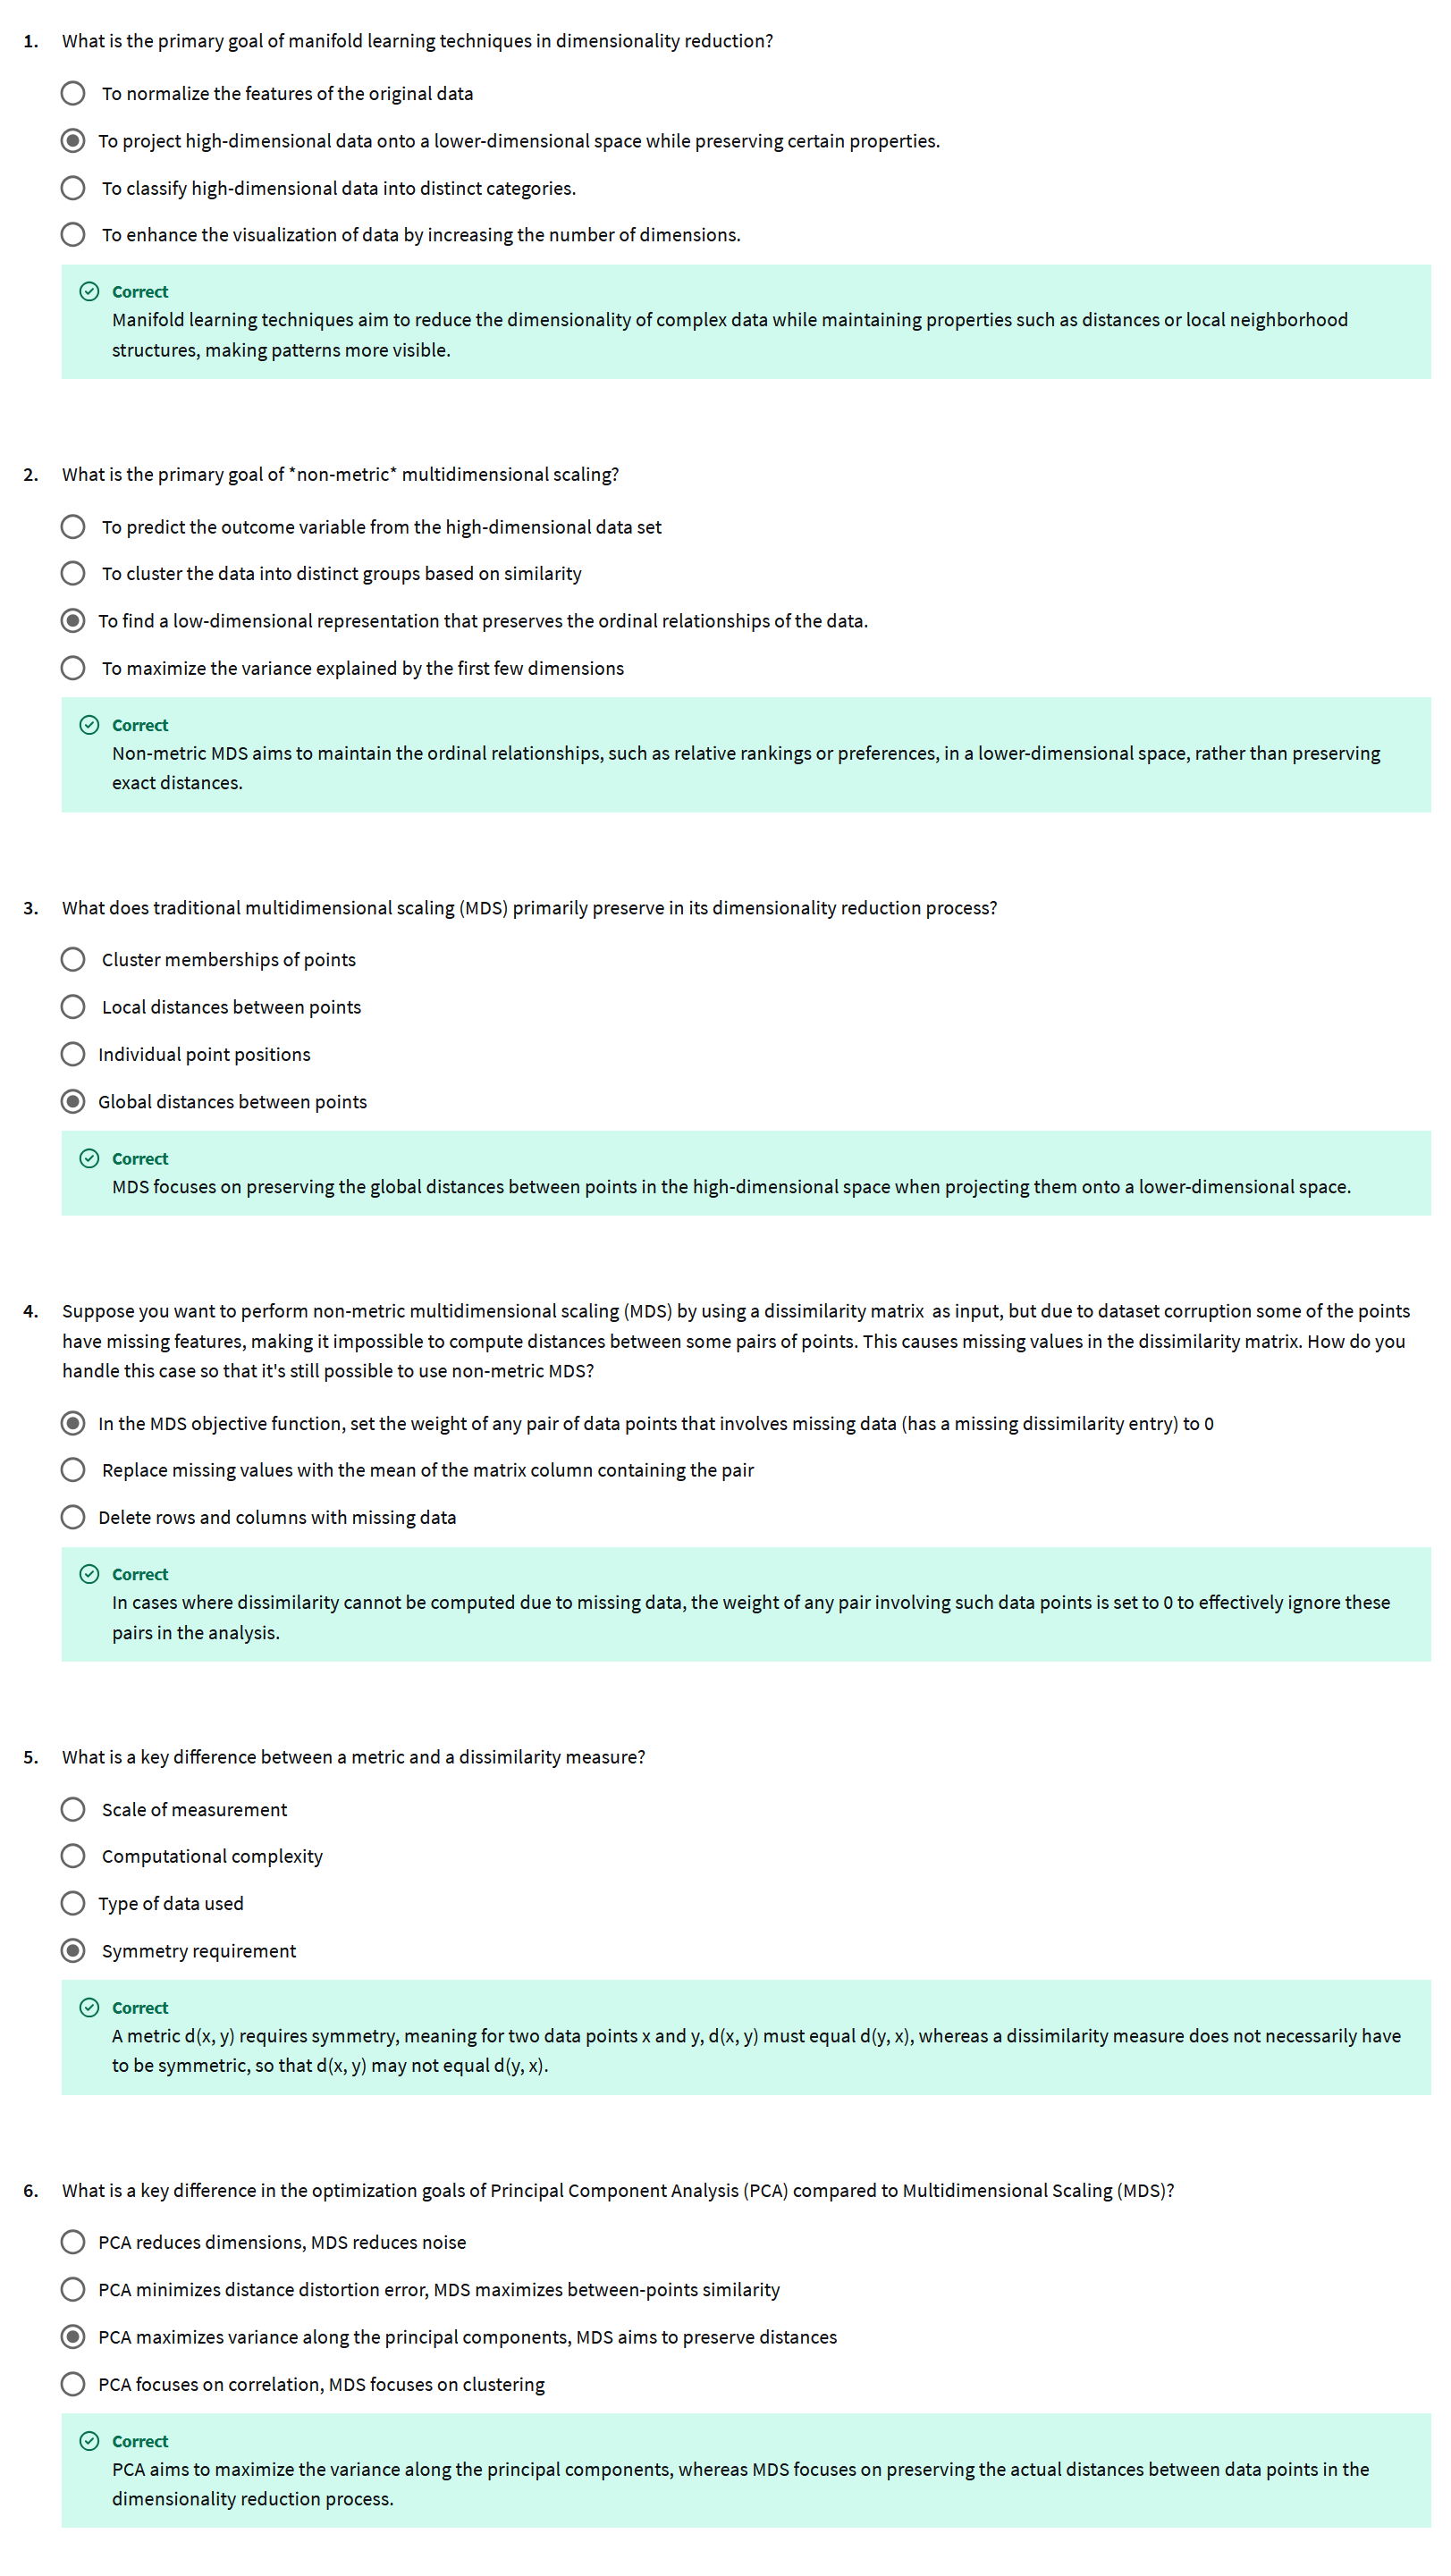 1. What is the primary goal of manifold learning techniques in dimensionality reduction?
To normalize the features of the original data
To project high-dimensional data onto a lower-dimensional space while preserving certain properties.
To classify high-dimensional data into distinct categories.
To enhance the visualization of data by increasing the number of dimensions.
Correct
Manifold learning techniques aim to reduce the dimensionality of complex data while maintaining properties such as distances or local neighborhood
structures, making patterns more visible.
2. What is the primary goal of *non-metric* multidimensional scaling?
To predict the outcome variable from the high-dimensional data set
To cluster the data into distinct groups based on similarity
To find a low-dimensional representation that preserves the ordinal relationships of the data.
To maximize the variance explained by the first few dimensions
Correct
Non-metric MDS aims to maintain the ordinal relationships, such as relative rankings or preferences, in a lower-dimensional space, rather than preserving
exact distances.
3. What does traditional multidimensional scaling (MDS) primarily preserve in its dimensionality reduction process?
Cluster memberships of points
Local distances between points
Individual point positions
Global distances between points
Correct
MDS focuses on preserving the global distances between points in the high-dimensional space when projecting them onto a lower-dimensional space.
4. Suppose you want to perform non-metric multidimensional scaling (MDS) by using a dissimilarity matrix as input, but due to dataset corruption some of the points
have missing features, making it impossible to compute distances between some pairs of points. This causes missing values in the dissimilarity matrix. How do you
handle this case so that it's still possible to use non-metric MDS?
In the MDS objective function, set the weight of any pair of data points that involves missing data (has a missing dissimilarity entry) to 0
Replace missing values with the mean of the matrix column containing the pair
Delete rows and columns with missing data
Correct
In cases where dissimilarity cannot be computed due to missing data, the weight of any pair involving such data points is set to 0 to effectively ignore these
pairs in the analysis.
5. What is a key difference between a metric and a dissimilarity measure?
Scale of measurement
Computational complexity
Type of data used
Symmetry requirement
Correct
A metric d(x, y) requires symmetry, meaning for two data points x and y, d(x, y) must equal d(y, x), whereas a dissimilarity measure does not necessarily have
to be symmetric, so that d(x, y) may not equal d(y, x).
6. What is a key difference in the optimization goals of Principal Component Analysis (PCA) compared to Multidimensional Scaling (MDS)?
PCA reduces dimensions, MDS reduces noise
PCA minimizes distance distortion error, MDS maximizes between-points similarity
PCA maximizes variance along the principal components, MDS aims to preserve distances
PCA focuses on correlation, MDS focuses on clustering
Correct
PCA aims to maximize the variance along the principal components, whereas MDS focuses on preserving the actual distances between data points in the
dimensionality reduction process.